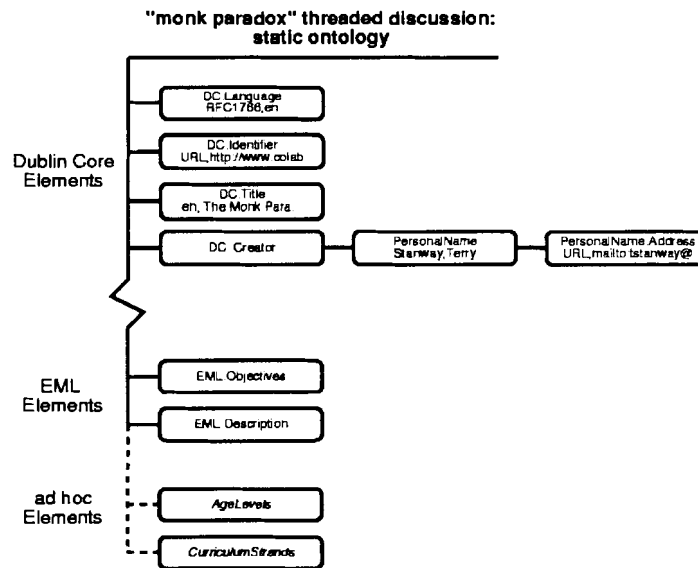 "monk paradox" threaded discussion:
static ontology
Dublin Core
Elements
DC.Language
RFC1766,en
DC.Identifier
URL,http://www.colab
DC.Title
en, The Monk Para
DC.Creator
PersonalName
Stanway,Terry
PersonalName.Address
URL,mailto:tstanway@
EML
Elements
EML.Objectives
EML.Description
ad hoc
Elements
AgeLevels
CurriculumStrands